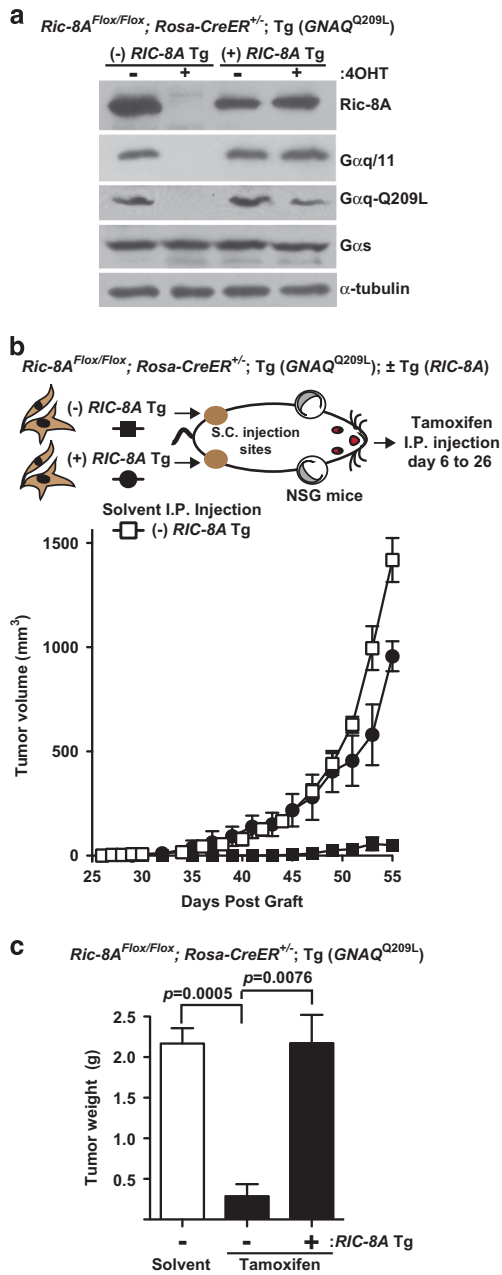 a
Ric-8A^Flox/Flox; Rosa-CreER^+/-; Tg (GNAQ^Q209L)
(-) RIC-8A Tg (+) RIC-8A Tg
- + - + :4OHT
Ric-8A
Gαq/11
Gαq-Q209L
Gαs
α-tubulin
b
Ric-8A^Flox/Flox; Rosa-CreER^+/-; Tg (GNAQ^Q209L); ± Tg (RIC-8A)
(-) RIC-8A Tg
(+) RIC-8A Tg
S.C. injection
sites
NSG mice
Tamoxifen
I.P. injection
day 6 to 26
Solvent I.P. Injection
(-) RIC-8A Tg
Tumor volume (mm³)
1500
1000
500
0
25 30 35 40 45 50 55
Days Post Graft
c
Ric-8A^Flox/Flox; Rosa-CreER^+/-; Tg (GNAQ^Q209L)
p=0.0076
p=0.0005
Tumor weight (g)
2.5
2.0
1.5
1.0
0.5
- - + :RIC-8A Tg
Solvent Tamoxifen